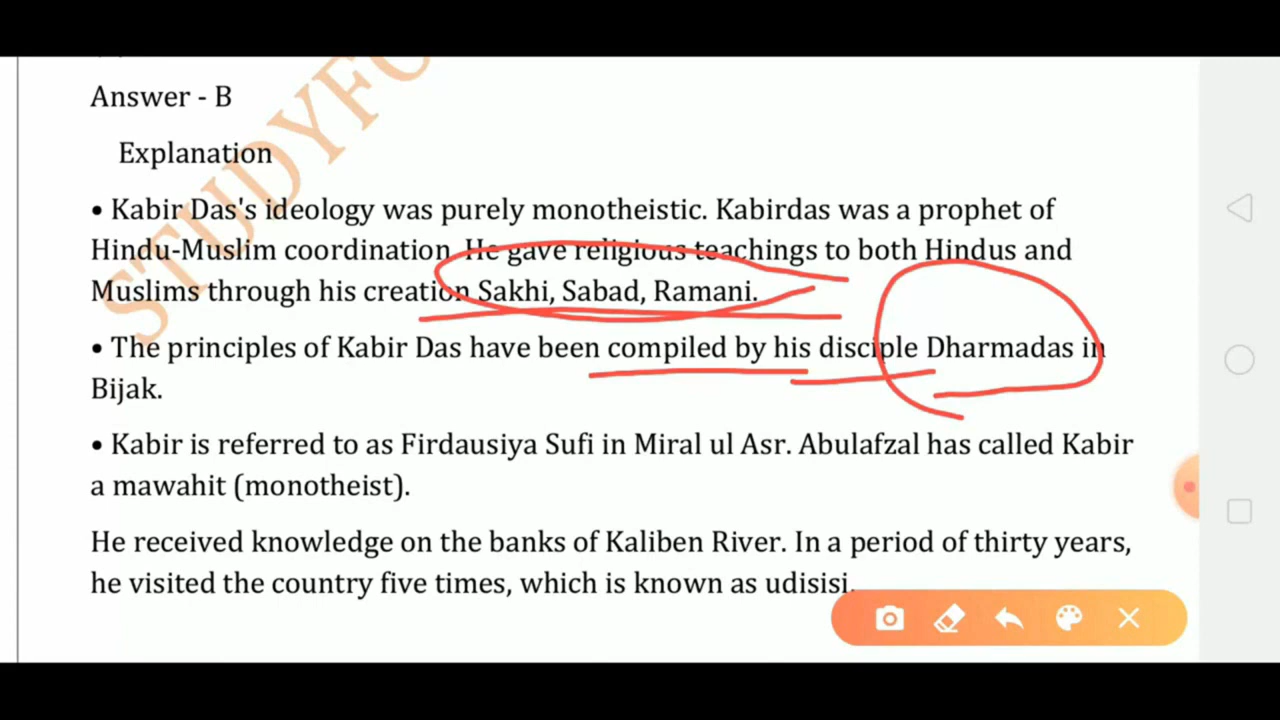 Answer - B
Explanation
• Kabir Das's ideology was purely monotheistic. Kabirdas was a prophet of
Hindu-Muslim coordination. He gave religious teachings to both Hindus and
Muslims through his creation Sakhi, Sabad, Ramani.
• The principles of Kabir Das have been compiled by his disciple Dharmadas in
Bijak.
• Kabir is referred to as Firdausiya Sufi in Miral ul Asr. Abulafzal has called Kabir
a mawahit (monotheist).
He received knowledge on the banks of Kaliben River. In a period of thirty years,
he visited the country five times, which is known as udisisi.